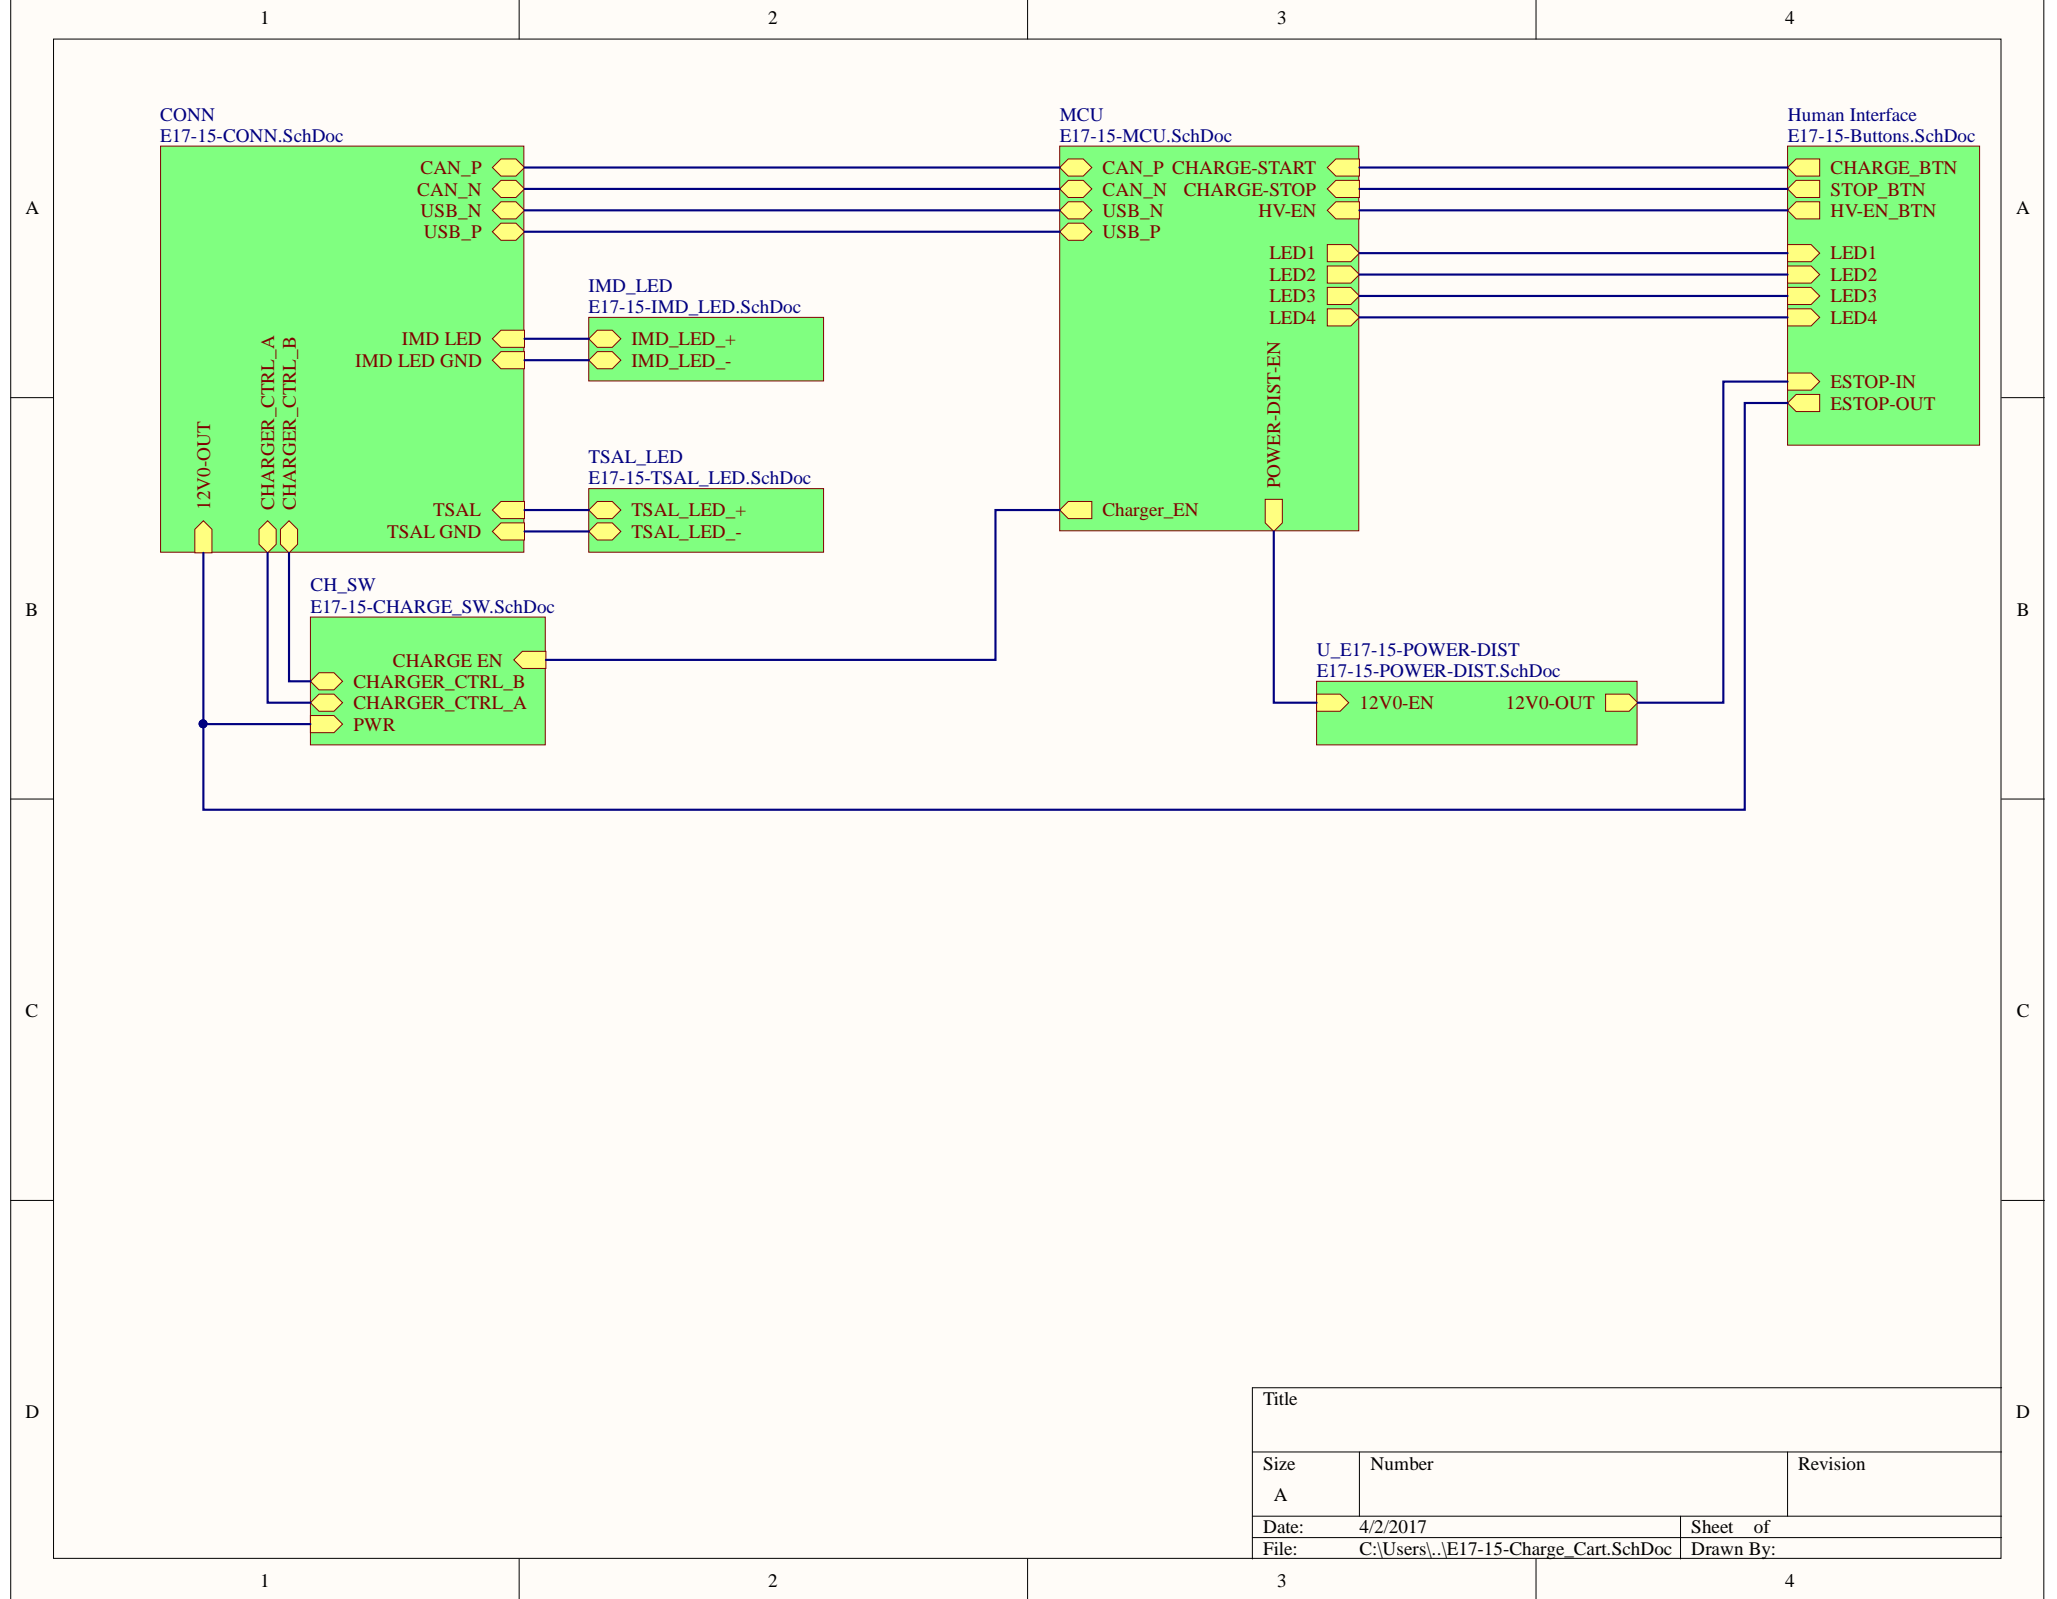 1 2 3 4
A
A
B
B
C
C
D
D
CONN
E17-15-CONN.SchDoc
CAN_P
CAN_N
USB_N
USB_P
IMD LED
IMD LED GND
TSAL
TSAL GND
12V0-OUT
CHARGER_CTRL_A
CHARGER_CTRL_B
IMD_LED
E17-15-IMD_LED.SchDoc
IMD_LED_+
IMD_LED_-
TSAL_LED
E17-15-TSAL_LED.SchDoc
TSAL_LED_+
TSAL_LED_-
CH_SW
E17-15-CHARGE_SW.SchDoc
CHARGE EN
CHARGER_CTRL_B
CHARGER_CTRL_A
PWR
MCU
E17-15-MCU.SchDoc
CAN_P CHARGE-START
CAN_N CHARGE-STOP
USB_N HV-EN
USB_P
LED1
LED2
LED3
LED4
POWER-DIST-EN
Charger_EN
Human Interface
E17-15-Buttons.SchDoc
CHARGE_BTN
STOP_BTN
HV-EN_BTN
LED1
LED2
LED3
LED4
ESTOP-IN
ESTOP-OUT
U_E17-15-POWER-DIST
E17-15-POWER-DIST.SchDoc
12V0-EN 12V0-OUT
Title
Size Number Revision
A
Date: 4/2/2017 Sheet of
File: C:\Users\..\E17-15-Charge_Cart.SchDoc Drawn By:
1 2 3 4